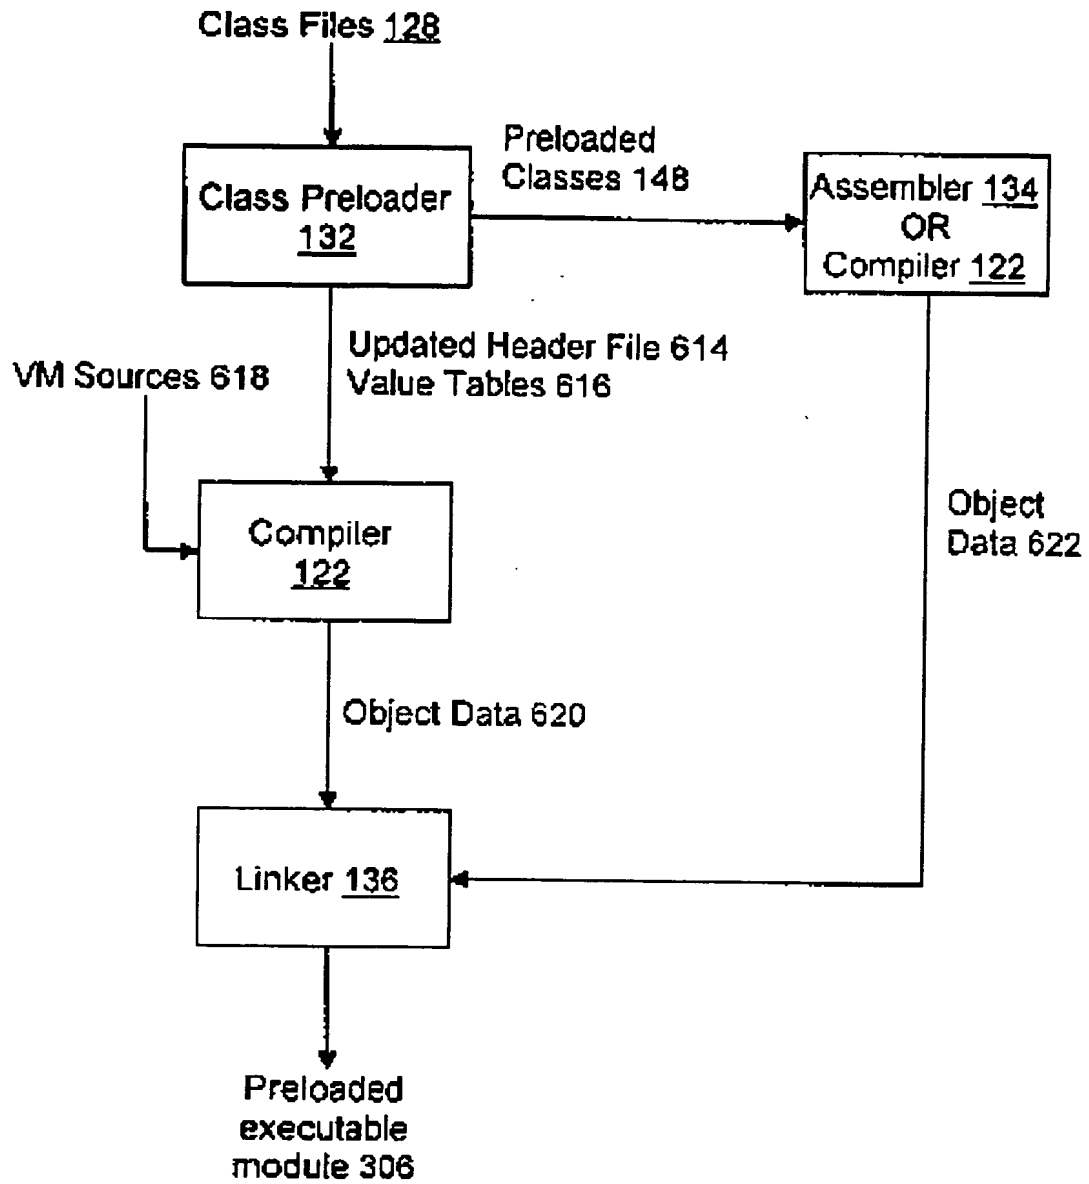 Class Files 128
Preloaded
Classes 148
Class Preloader
132
Assembler 134
OR
Compiler 122
Updated Header File 614
Value Tables 616
VM Sources 618
Compiler
122
Object
Data 622
Object Data 620
Linker 136
Preloaded
executable
module 306